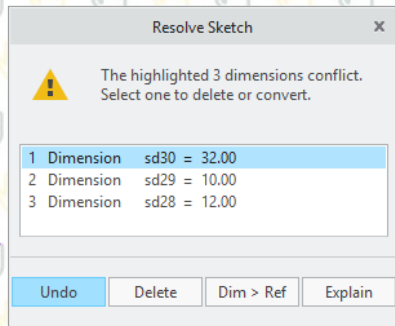 Resolve Sketch x
The highlighted 3 dimensions conflict.
Select one to delete or convert.
1 Dimension sd30 = 32.00
2 Dimension sd29 = 10.00
3 Dimension sd28 = 12.00
Undo Delete Dim > Ref Explain